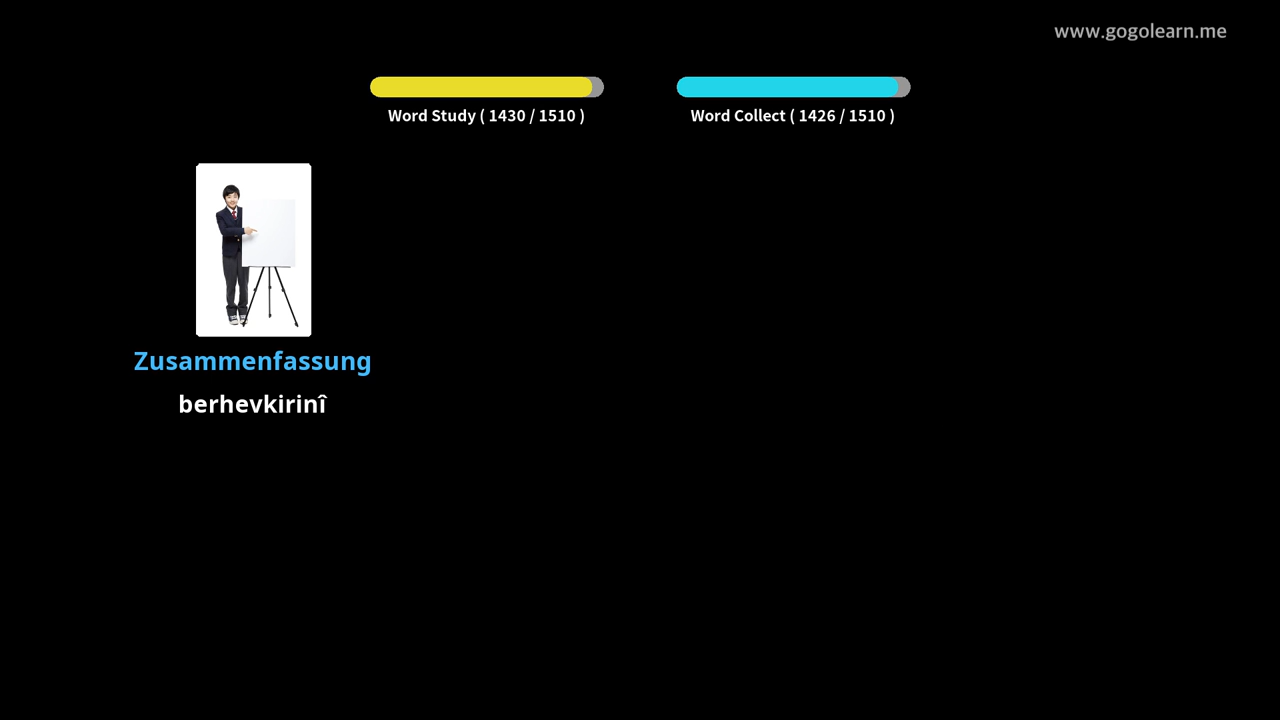 www.gogolearn.me
Word Study ( 1430 / 1510 )
Word Collect ( 1426 / 1510 )
Zusammenfassung
berhevkirinî